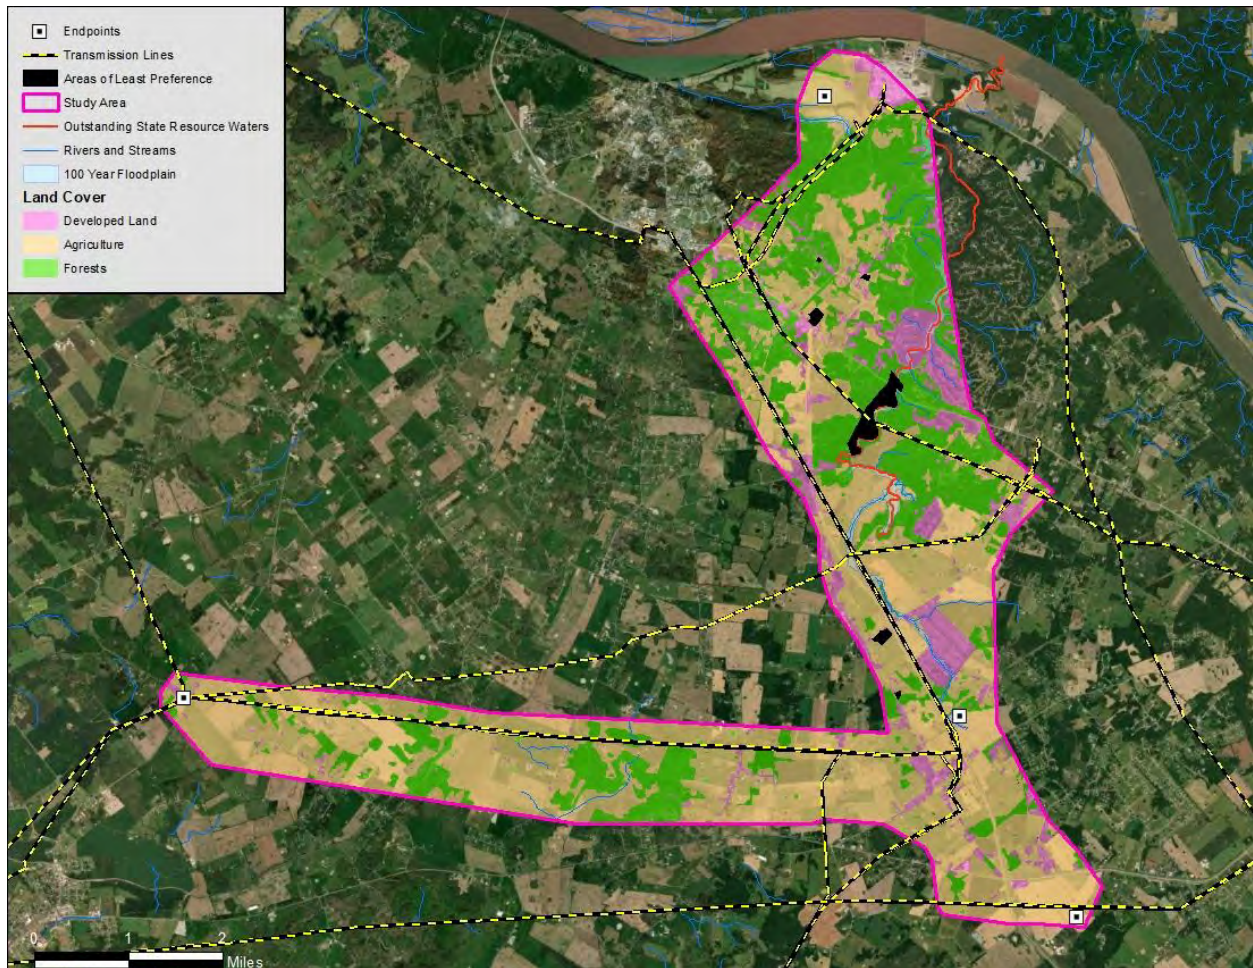 Endpoints
Transmission Lines
Areas of Least Preference
Study Area
Outstanding State Resource Waters
Rivers and Streams
100 Year Floodplain
Land Cover
Developed Land
Agriculture
Forests
0 1 2
Miles